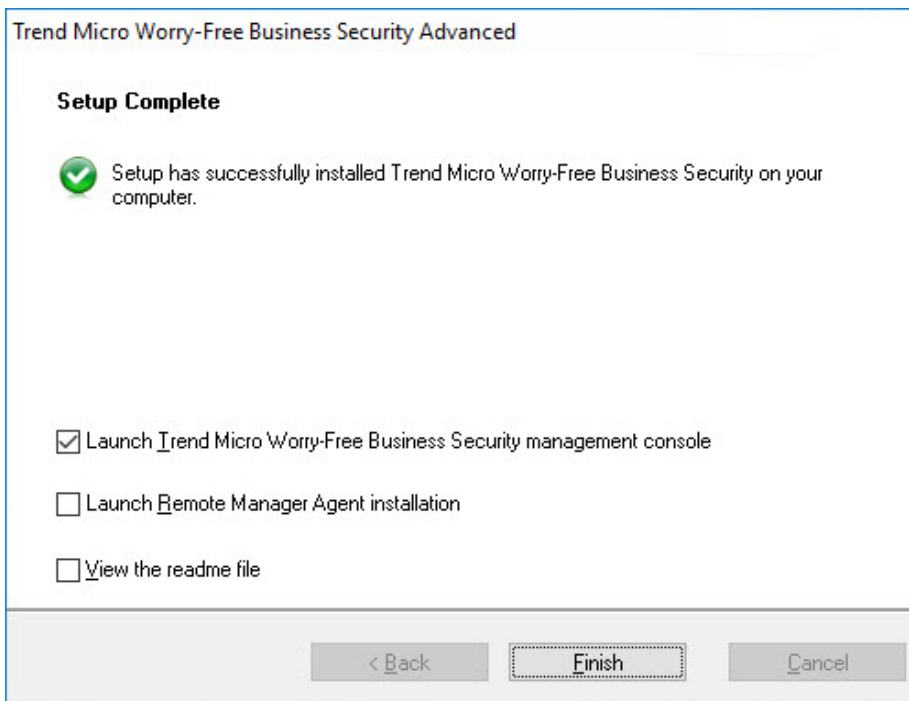 Trend Micro Worry-Free Business Security Advanced
Setup Complete
Setup has successfully installed Trend Micro Worry-Free Business Security on your
computer.
Launch Trend Micro Worry-Free Business Security management console
Launch Remote Manager Agent installation
View the readme file
< Back
Finish
Cancel